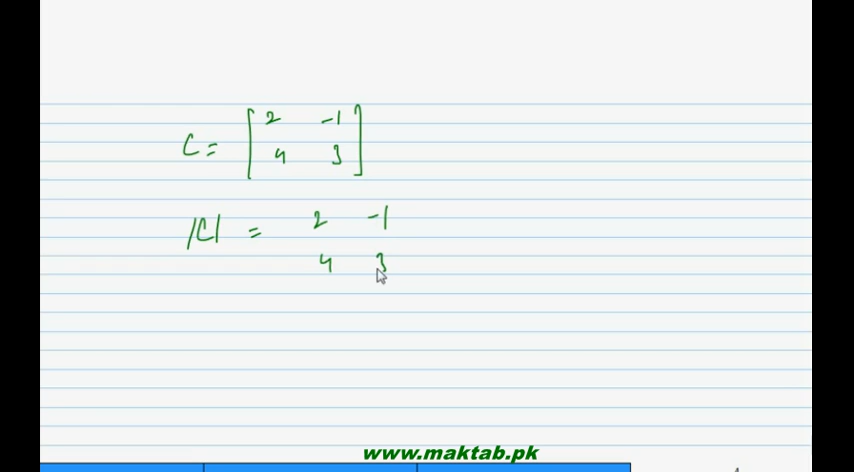 C = [ 2 -1
4 3 ]
|C| = 2 -1
4 3
www.maktab.pk